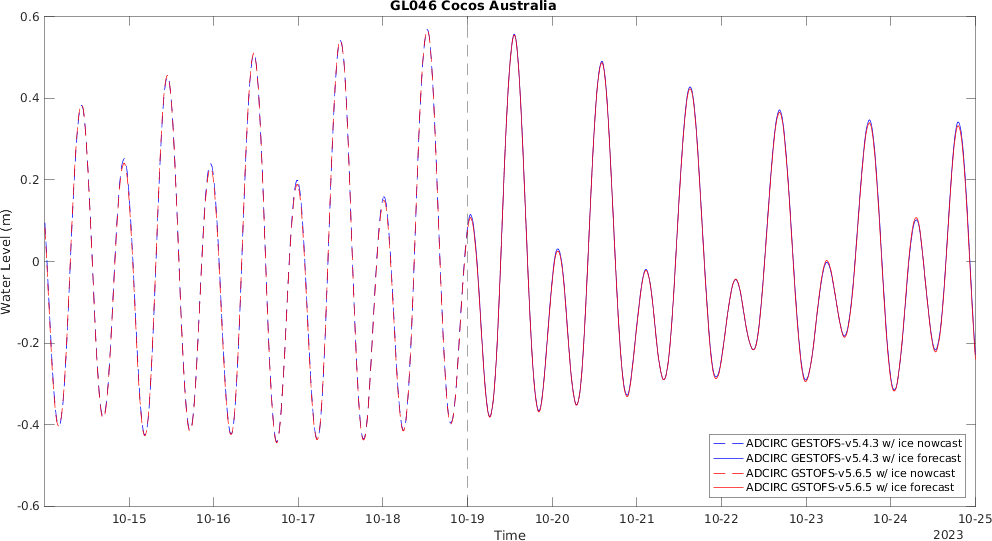 GL046 Cocos Australia
0.6
0.4
0.2
0
-0.2
-0.4
-0.6
Water Level (m)
10-15 10-16 10-17 10-18 10-19 10-20 10-21 10-22 10-23 10-24 10-25
Time
2023
ADCIRC GESTOFS-v5.4.3 w/ ice nowcast
ADCIRC GESTOFS-v5.4.3 w/ ice forecast
ADCIRC GSTOFS-v5.6.5 w/ ice nowcast
ADCIRC GSTOFS-v5.6.5 w/ ice forecast